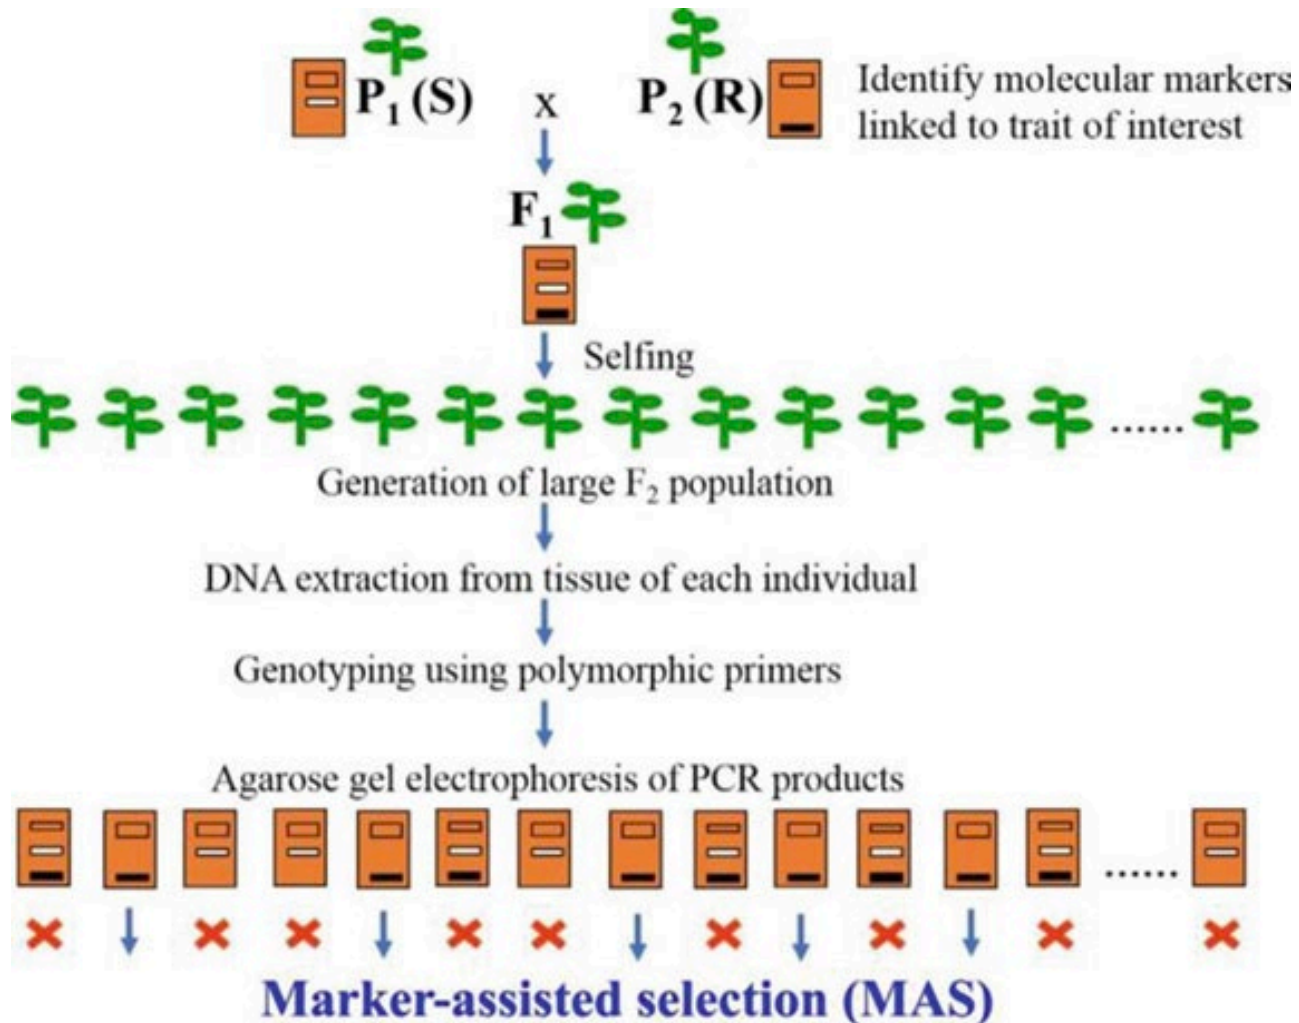 P₁ (S)
x
P₂ (R)
Identify molecular markers
linked to trait of interest
F₁
Selfing
......
Generation of large F₂ population
DNA extraction from tissue of each individual
Genotyping using polymorphic primers
Agarose gel electrophoresis of PCR products
......
Marker-assisted selection (MAS)